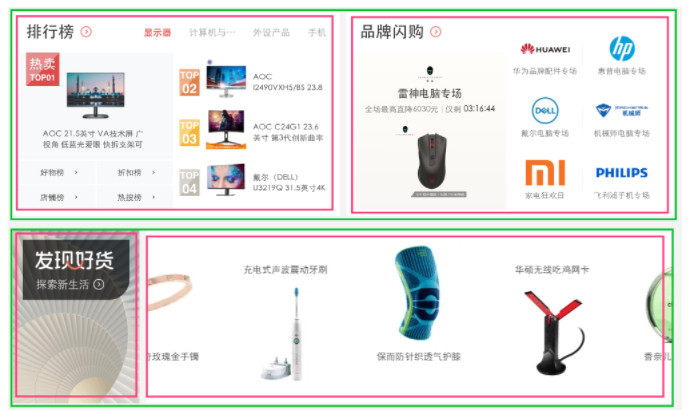 排行榜
显示器 计算机与… 外设产品 手机
热卖
TOP01
AOC 21.5英寸 VA技术屏 广
视角 低蓝光爱眼 快拆支架可
好物榜 > 折扣榜 >
店铺榜 > 热搜榜 >
TOP
02
AOC
I2490VXH5/BS 23.8
TOP
03
AOC C24G1 23.6
英寸 第3代创新曲率
TOP
04
戴尔（DELL）
U3219Q 31.5英寸4K
品牌闪购
雷神电脑专场
全场最高直降6030元 | 仅剩 03:16:44
HUAWEI
华为品牌配件专场
hp
惠普电脑专场
DELL
戴尔电脑专场
机械师
机械师电脑专场
mi
家电狂欢日
PHILIPS
飞利浦手机专场
发现好货
探索新生活
奇玫瑰金手镯
充电式声波震动牙刷
保而防针织透气护膝
华硕无线吃鸡网卡
香奈儿